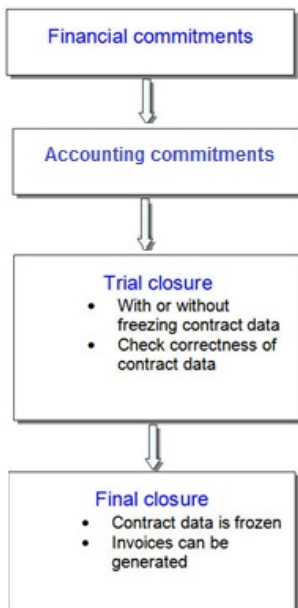 Financial commitments
Accounting commitments
Trial closure
• With or without
freezing contract data
• Check correctness of
contract data
Final closure
• Contract data is frozen
• Invoices can be
generated